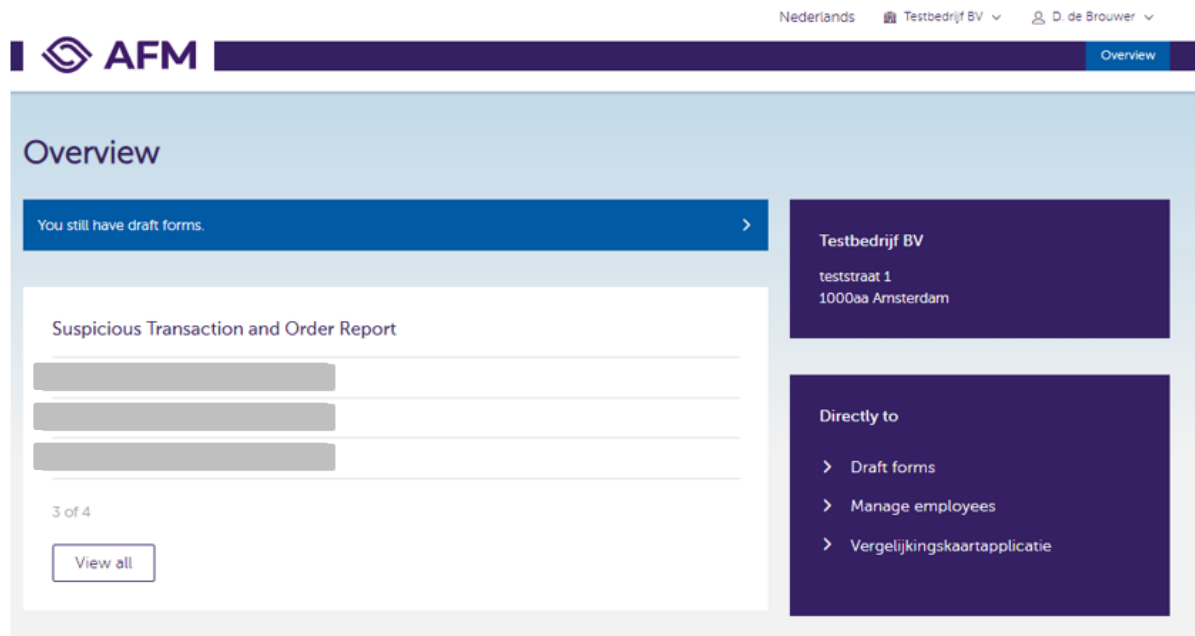 Nederlands
Testbedrijf BV
D. de Brouwer
AFM
Overview
Overview
You still have draft forms.
Suspicious Transaction and Order Report
3 of 4
View all
Testbedrijf BV
teststraat 1
1000aa Amsterdam
Directly to
Draft forms
Manage employees
Vergelijkingskaartapplicatie